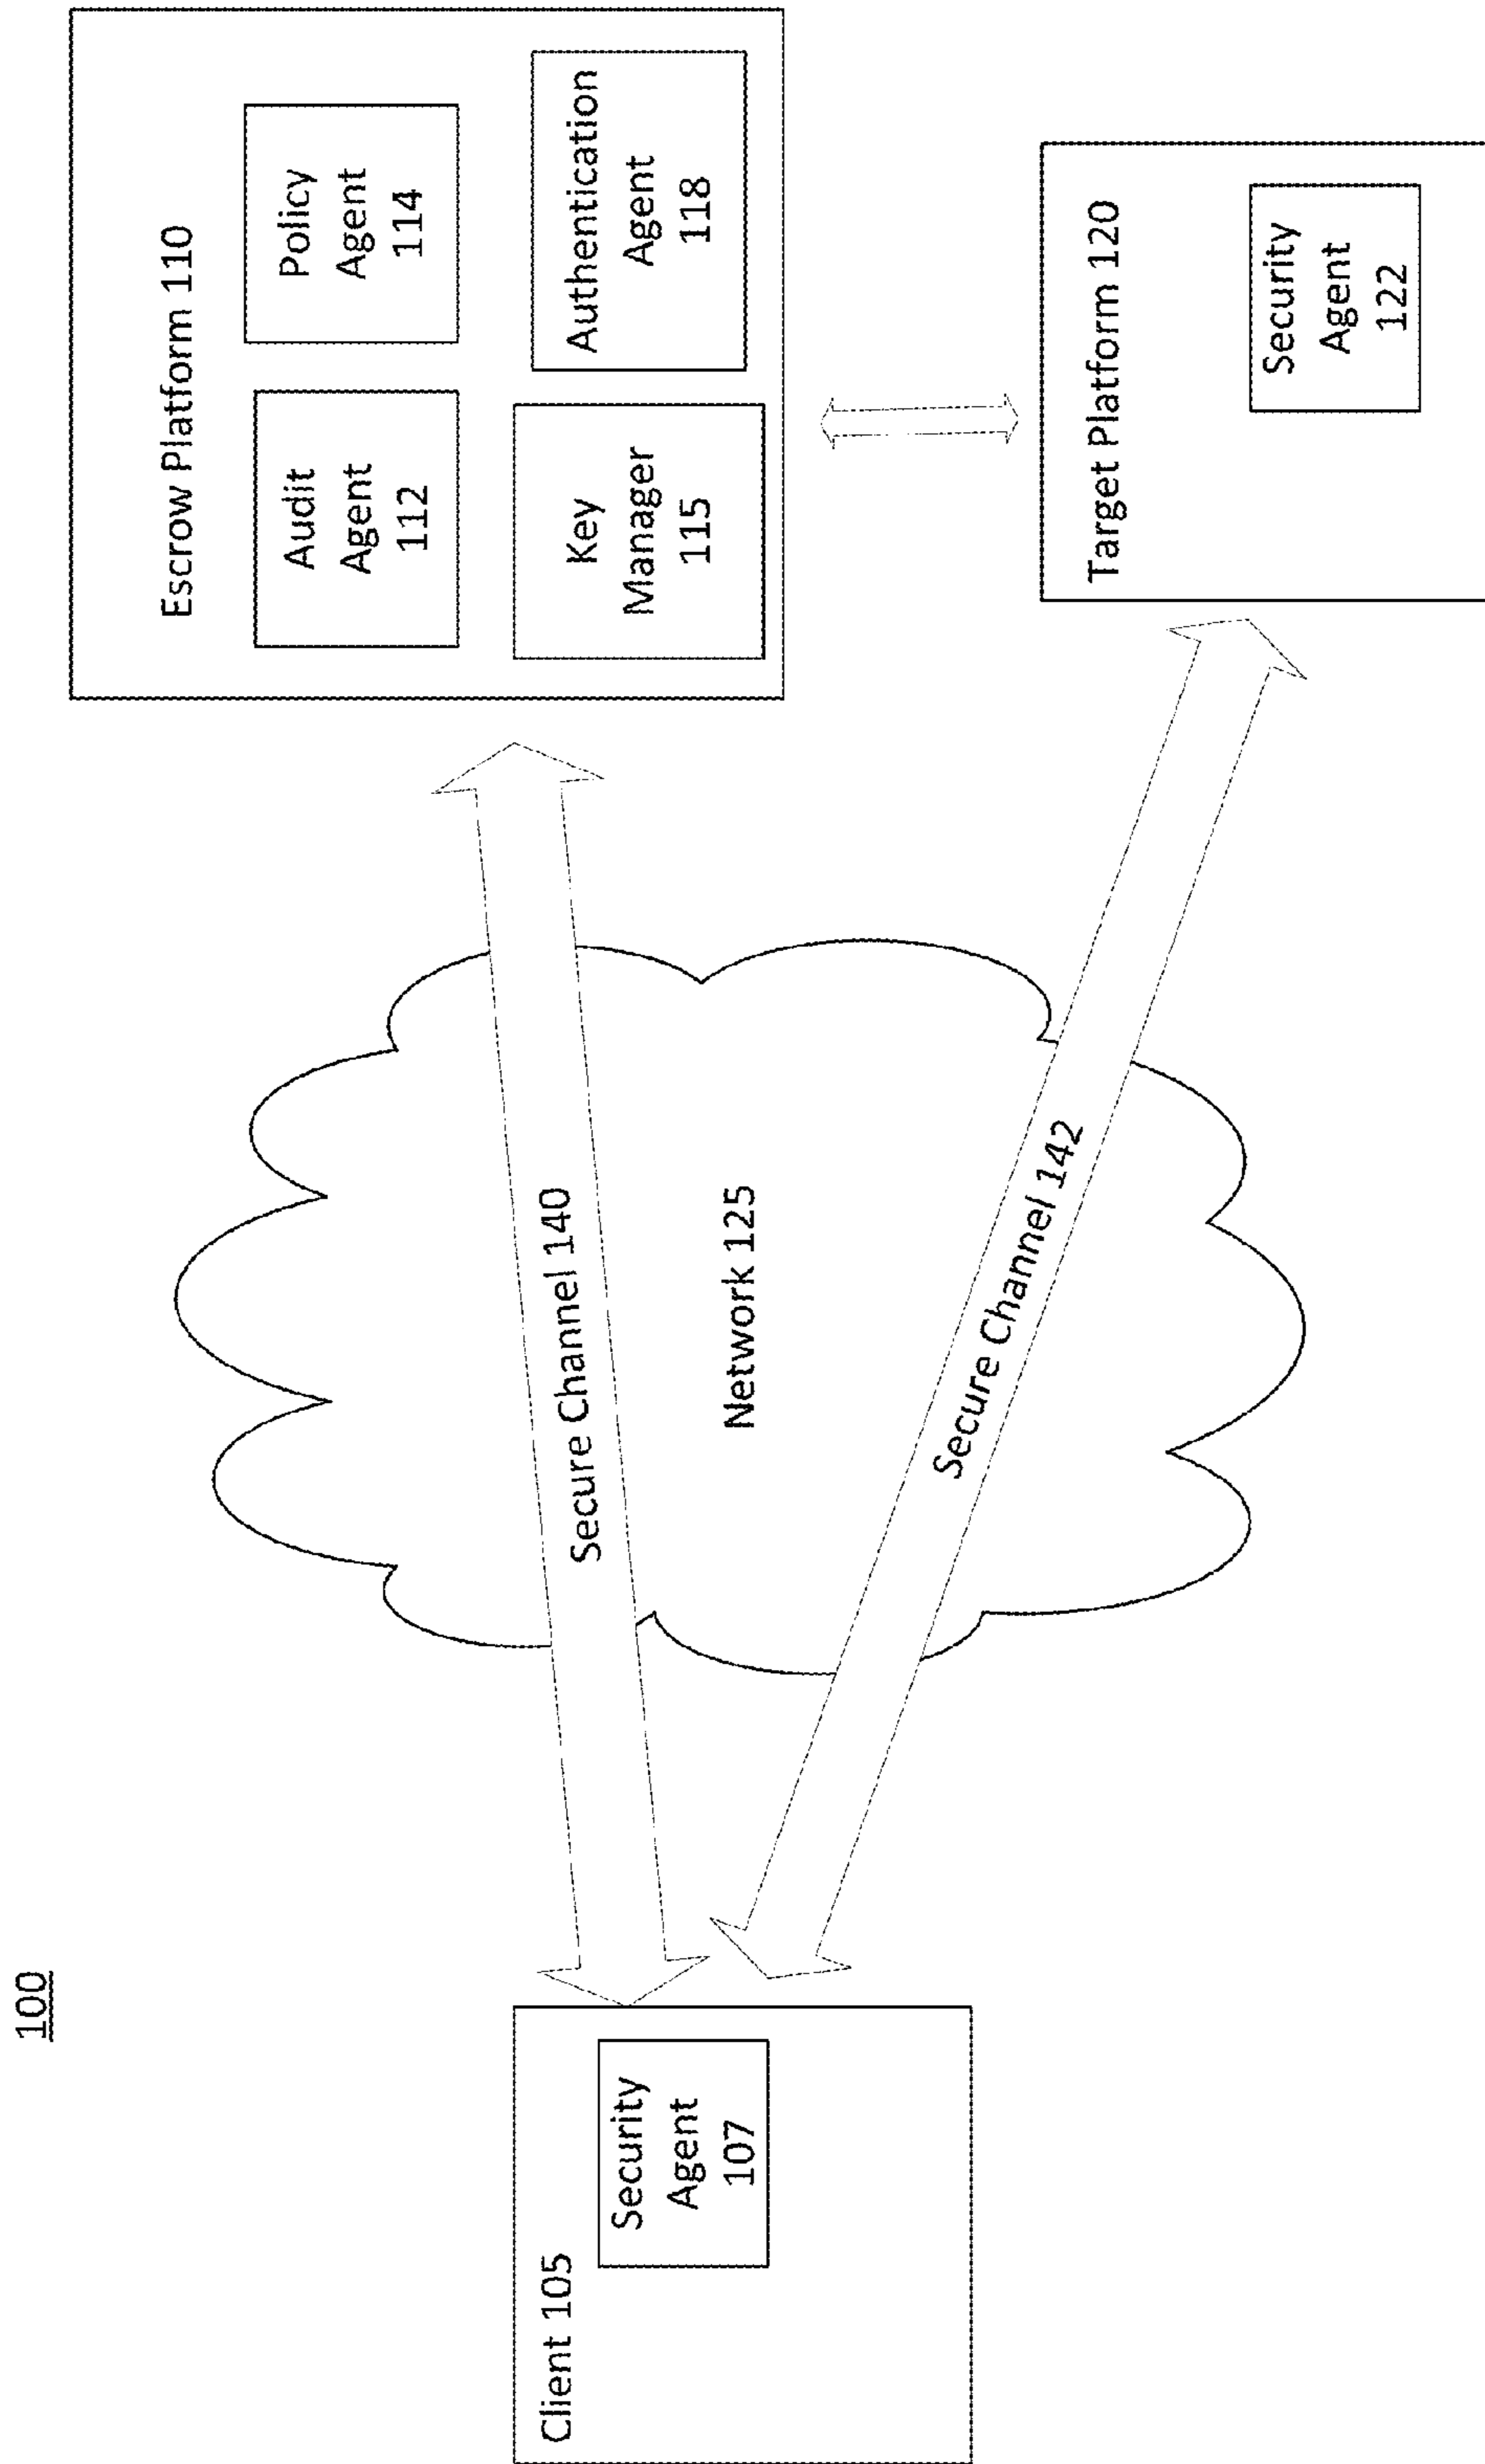 100
Client 105
Security
Agent
107
Secure Channel 140
Network 125
Secure Channel 142
Escrow Platform 110
Audit
Agent
112
Policy
Agent
114
Key
Manager
115
Authentication
Agent
118
Target Platform 120
Security
Agent
122